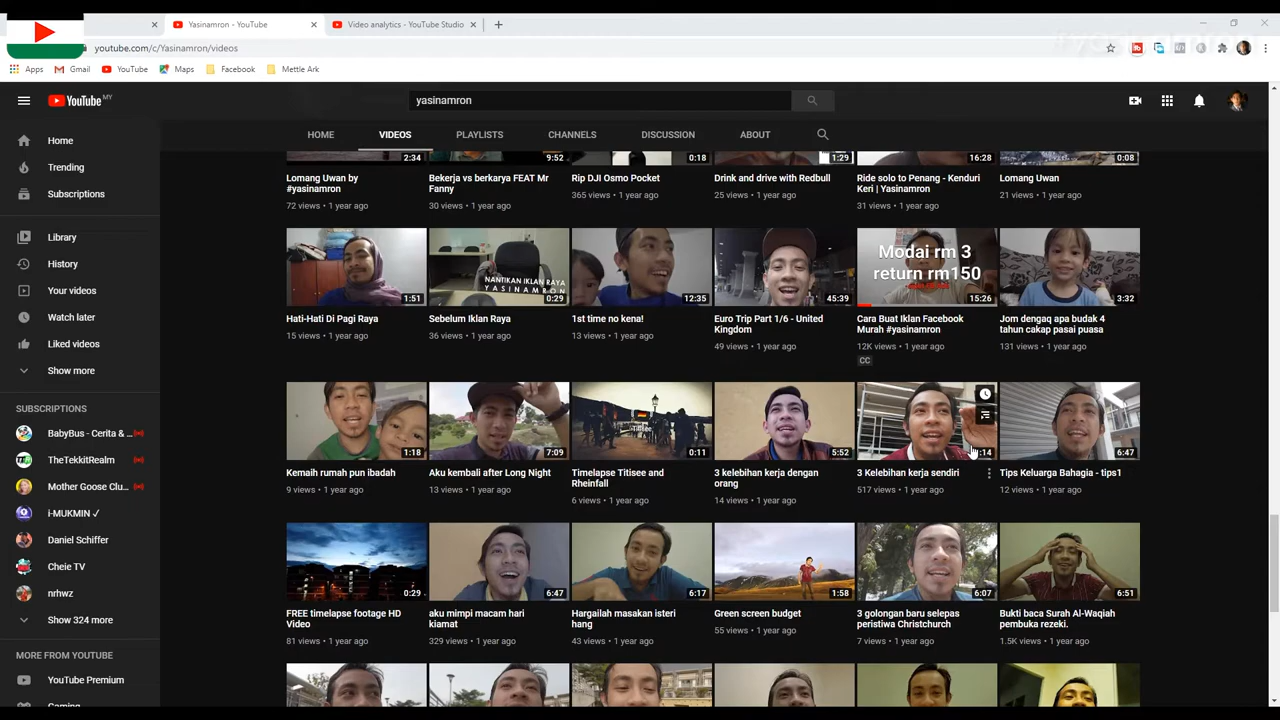 Yasinamron - YouTube
Video analytics - YouTube Studio
youtube.com/c/Yasinamron/videos
Apps
Gmail
YouTube
Maps
Facebook
Mettle Ark
YouTube MY
yasinamron
HOME
VIDEOS
PLAYLISTS
CHANNELS
DISCUSSION
ABOUT
Home
Trending
Subscriptions
Library
History
Your videos
Watch later
Liked videos
Show more
SUBSCRIPTIONS
BabyBus - Cerita & ...
TheTekkitRealm
Mother Goose Clu...
i-MUKMIN ✓
Daniel Schiffer
Cheie TV
nrhwz
Show 324 more
MORE FROM YOUTUBE
YouTube Premium
2:34
9:52
0:18
1:29
16:28
0:08
Lomang Uwan by #yasinamron
72 views • 1 year ago
Bekerja vs berkarya FEAT Mr Fanny
30 views • 1 year ago
Rip DJI Osmo Pocket
365 views • 1 year ago
Drink and drive with Redbull
25 views • 1 year ago
Ride solo to Penang - Kenduri Keri | Yasinamron
31 views • 1 year ago
Lomang Uwan
21 views • 1 year ago
1:51
NANTIKAN IKLAN RAYA
YASINAMRON
0:29
12:35
45:39
Modai rm 3
return rm150
15:26
3:32
Hati-Hati Di Pagi Raya
15 views • 1 year ago
Sebelum Iklan Raya
36 views • 1 year ago
1st time no kena!
13 views • 1 year ago
Euro Trip Part 1/6 - United Kingdom
49 views • 1 year ago
Cara Buat Iklan Facebook Murah #yasinamron
12K views • 1 year ago
CC
Jom dengaq apa budak 4 tahun cakap pasai puasa
131 views • 1 year ago
1:18
7:09
Titisee
0:11
5:52
:14
6:47
Kemaih rumah pun ibadah
9 views • 1 year ago
Aku kembali after Long Night
13 views • 1 year ago
Timelapse Titisee and Rheinfall
6 views • 1 year ago
3 kelebihan kerja dengan orang
14 views • 1 year ago
3 Kelebihan kerja sendiri
517 views • 1 year ago
Tips Keluarga Bahagia - tips1
12 views • 1 year ago
0:29
6:47
6:17
1:58
6:07
6:51
FREE timelapse footage HD Video
81 views • 1 year ago
aku mimpi macam hari kiamat
329 views • 1 year ago
Hargailah masakan isteri hang
43 views • 1 year ago
Green screen budget
55 views • 1 year ago
3 golongan baru selepas peristiwa Christchurch
7 views • 1 year ago
Bukti baca Surah Al-Waqiah pembuka rezeki.
1.5K views • 1 year ago